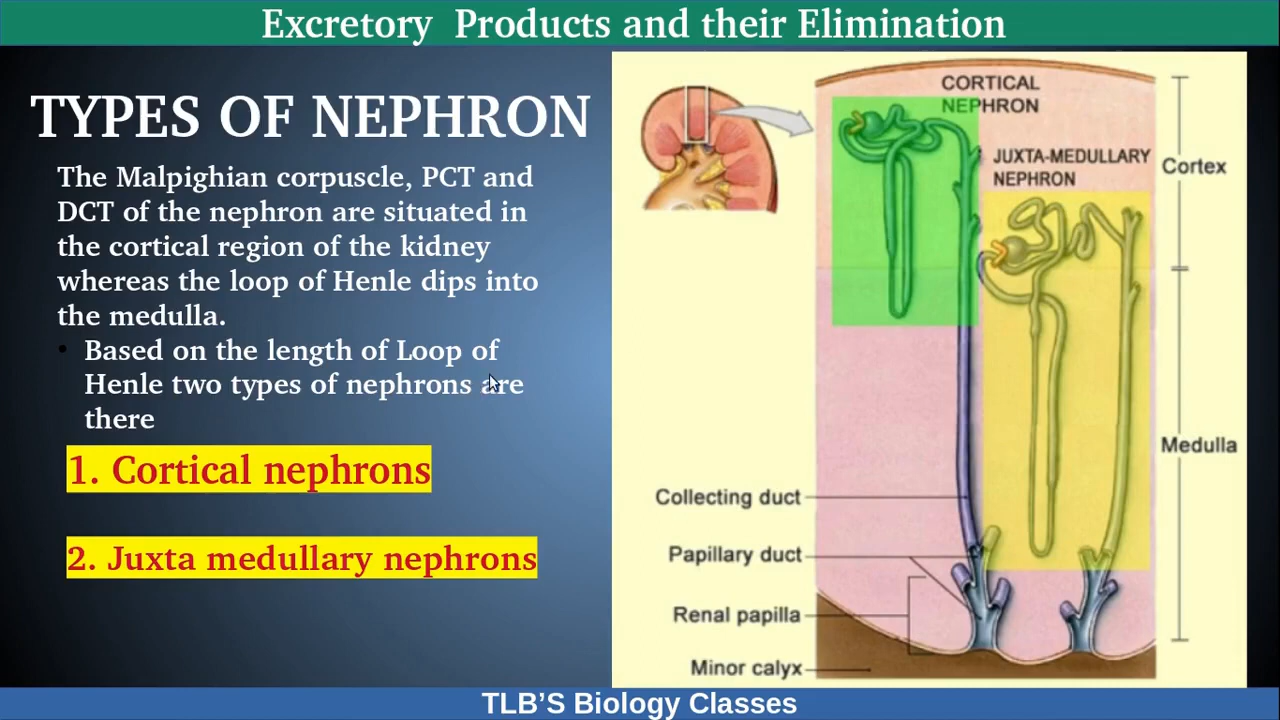 Excretory  Products and their Elimination
TYPES OF NEPHRON
The Malpighian corpuscle, PCT and
DCT of the nephron are situated in
the cortical region of the kidney
whereas the loop of Henle dips into
the medulla.
• Based on the length of Loop of
Henle two types of nephrons are
there
1. Cortical nephrons
2. Juxta medullary nephrons
CORTICAL
NEPHRON
JUXTA-MEDULLARY
NEPHRON
Cortex
Medulla
Collecting duct
Papillary duct
Renal papilla
Minor calyx
TLB’S Biology Classes